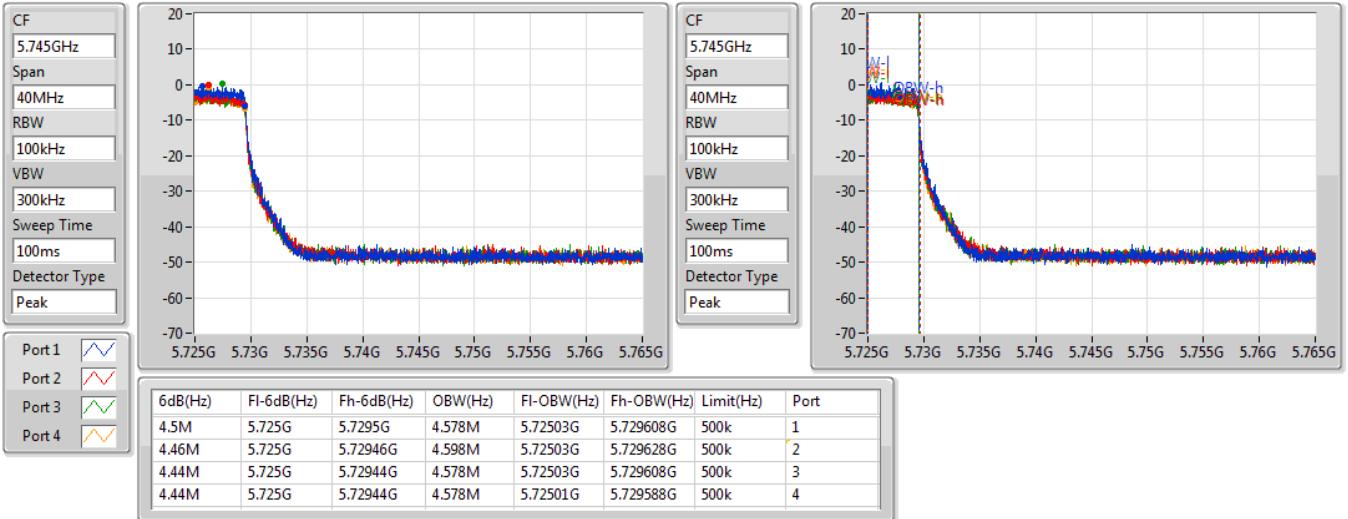 CF
5.745GHz
Span
40MHz
RBW
100kHz
VBW
300kHz
Sweep Time
100ms
Detector Type
Peak
20
10
0
-10
-20
-30
-40
-50
-60
-70
5.725G 5.73G 5.735G 5.74G 5.745G 5.75G 5.755G 5.76G 5.765G
CF
5.745GHz
Span
40MHz
RBW
100kHz
VBW
300kHz
Sweep Time
100ms
Detector Type
Peak
20
10
0
-10
-20
-30
-40
-50
-60
-70
OBW-h
5.725G 5.73G 5.735G 5.74G 5.745G 5.75G 5.755G 5.76G 5.765G
Port 1
Port 2
Port 3
Port 4
6dB(Hz) Fl-6dB(Hz) Fh-6dB(Hz) OBW(Hz) Fl-OBW(Hz) Fh-OBW(Hz) Limit(Hz) Port
4.5M 5.725G 5.7295G 4.578M 5.72503G 5.729608G 500k 1
4.46M 5.725G 5.72946G 4.598M 5.72503G 5.729628G 500k 2
4.44M 5.725G 5.72944G 4.578M 5.72503G 5.729608G 500k 3
4.44M 5.725G 5.72944G 4.578M 5.72501G 5.729588G 500k 4